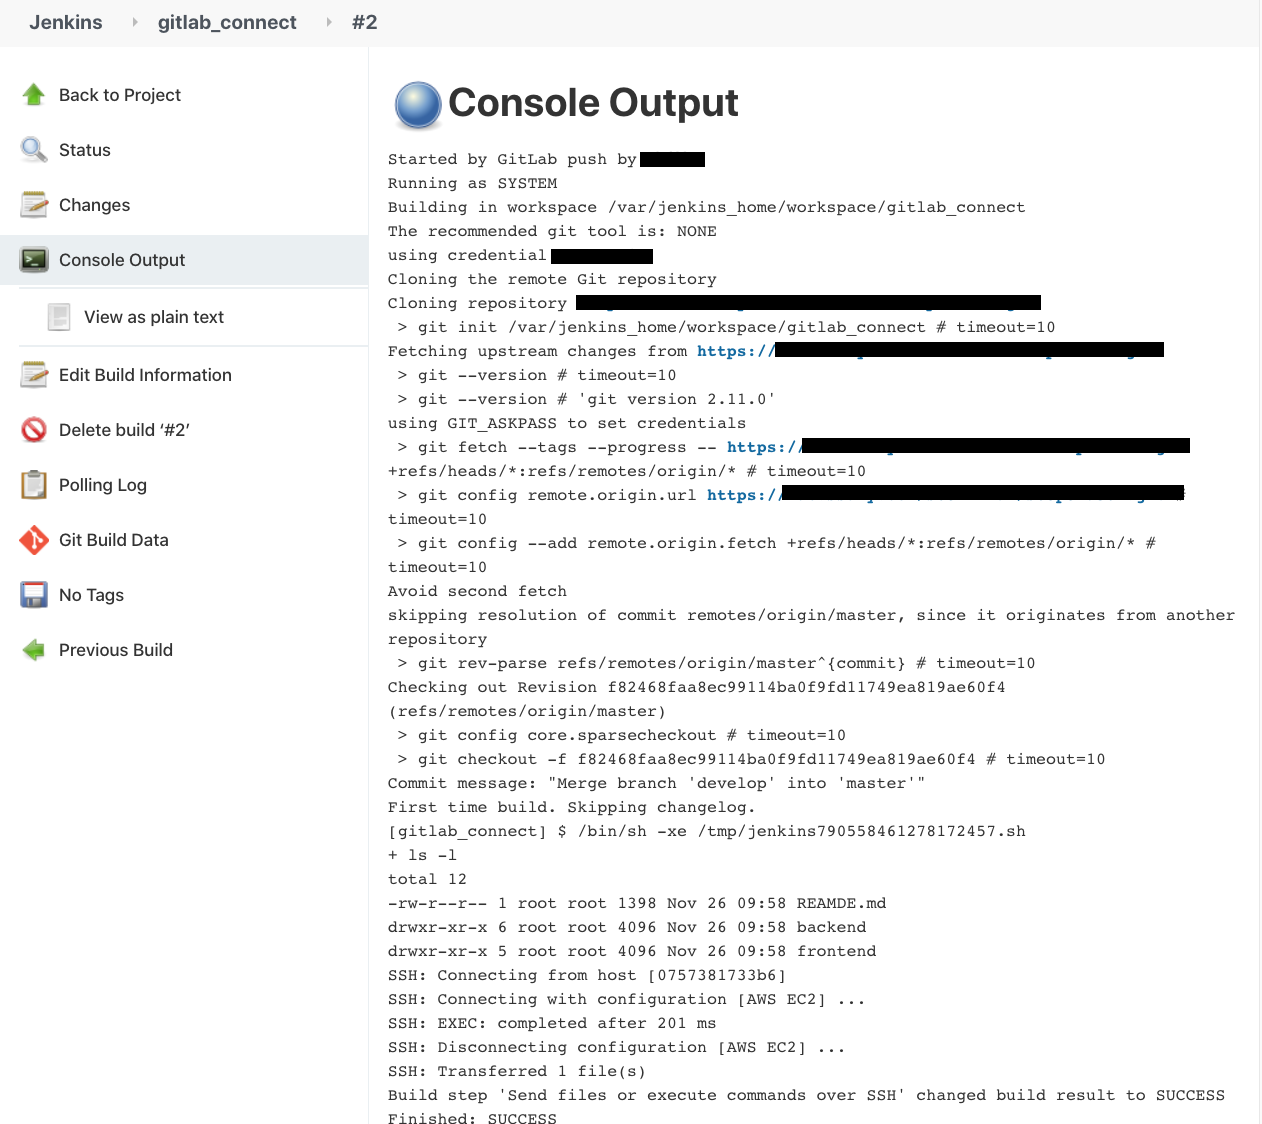 Jenkins gitlab_connect #2
Back to Project
Status
Changes
Console Output
View as plain text
Edit Build Information
Delete build ‘#2’
Polling Log
Git Build Data
No Tags
Previous Build
Console Output
Started by GitLab push by
Running as SYSTEM
Building in workspace /var/jenkins_home/workspace/gitlab_connect
The recommended git tool is: NONE
using credential
Cloning the remote Git repository
Cloning repository
> git init /var/jenkins_home/workspace/gitlab_connect # timeout=10
Fetching upstream changes from https://
> git --version # timeout=10
> git --version # 'git version 2.11.0'
using GIT_ASKPASS to set credentials
> git fetch --tags --progress -- https://
+refs/heads/*:refs/remotes/origin/* # timeout=10
> git config remote.origin.url https:// #
timeout=10
> git config --add remote.origin.fetch +refs/heads/*:refs/remotes/origin/* #
timeout=10
Avoid second fetch
skipping resolution of commit remotes/origin/master, since it originates from another
repository
> git rev-parse refs/remotes/origin/master^{commit} # timeout=10
Checking out Revision f82468faa8ec99114ba0f9fd11749ea819ae60f4
(refs/remotes/origin/master)
> git config core.sparsecheckout # timeout=10
> git checkout -f f82468faa8ec99114ba0f9fd11749ea819ae60f4 # timeout=10
Commit message: "Merge branch 'develop' into 'master'"
First time build. Skipping changelog.
[gitlab_connect] $ /bin/sh -xe /tmp/jenkins790558461278172457.sh
+ ls -l
total 12
-rw-r--r-- 1 root root 1398 Nov 26 09:58 REAMDE.md
drwxr-xr-x 6 root root 4096 Nov 26 09:58 backend
drwxr-xr-x 5 root root 4096 Nov 26 09:58 frontend
SSH: Connecting from host [0757381733b6]
SSH: Connecting with configuration [AWS EC2] ...
SSH: EXEC: completed after 201 ms
SSH: Disconnecting configuration [AWS EC2] ...
SSH: Transferred 1 file(s)
Build step 'Send files or execute commands over SSH' changed build result to SUCCESS
Finished: SUCCESS